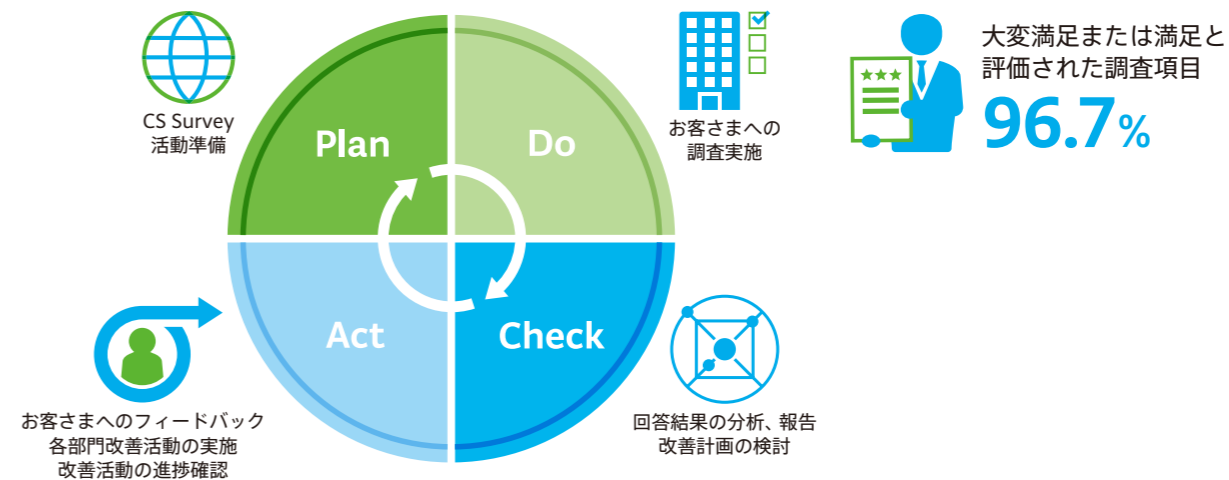 CS Survey
活動準備
Plan
Do
お客さまへの
調査実施
大変満足または満足と
評価された調査項目
96.7%
Act
Check
お客さまへのフィードバック
各部門改善活動の実施
改善活動の進捗確認
回答結果の分析、報告
改善計画の検討